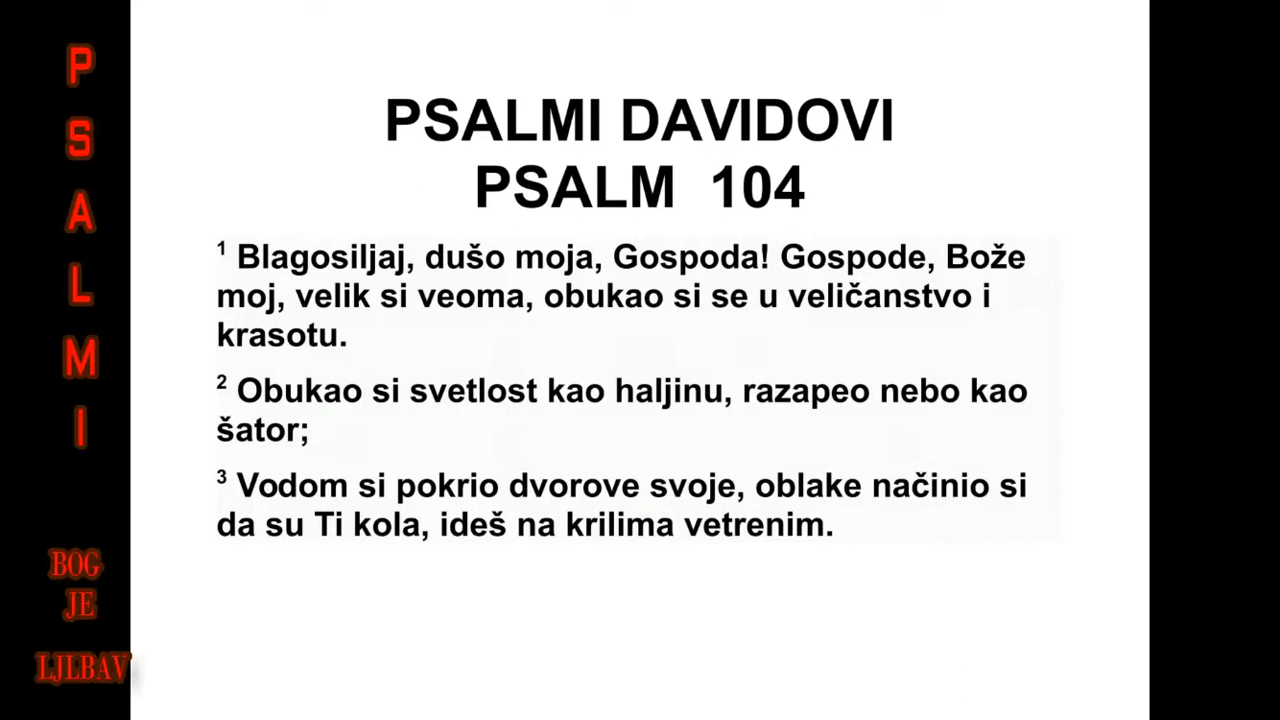 P
S
A
L
M
I
BOG
JE
LJLBAV
PSALMI DAVIDOVI
PSALM 104
1 Blagosiljaj, dušo moja, Gospoda! Gospode, Bože
moj, velik si veoma, obukao si se u veličanstvo i
krasotu.
2 Obukao si svetlost kao haljinu, razapeo nebo kao
šator;
3 Vodom si pokrio dvorove svoje, oblake načinio si
da su Ti kola, ideš na krilima vetrenim.